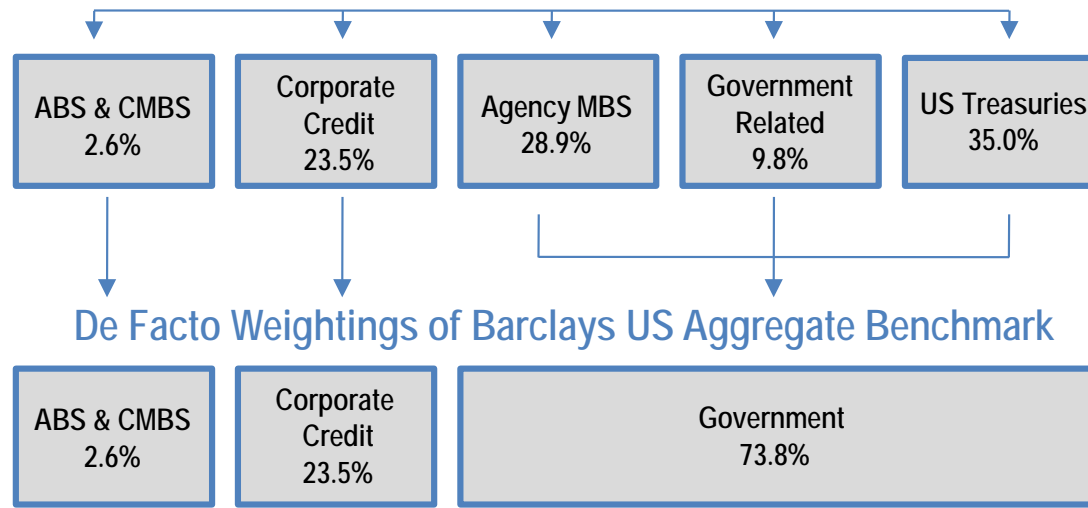 ABS & CMBS
2.6%
Corporate
Credit
23.5%
Agency MBS
28.9%
Government
Related
9.8%
US Treasuries
35.0%
De Facto Weightings of Barclays US Aggregate Benchmark
ABS & CMBS
2.6%
Corporate
Credit
23.5%
Government
73.8%